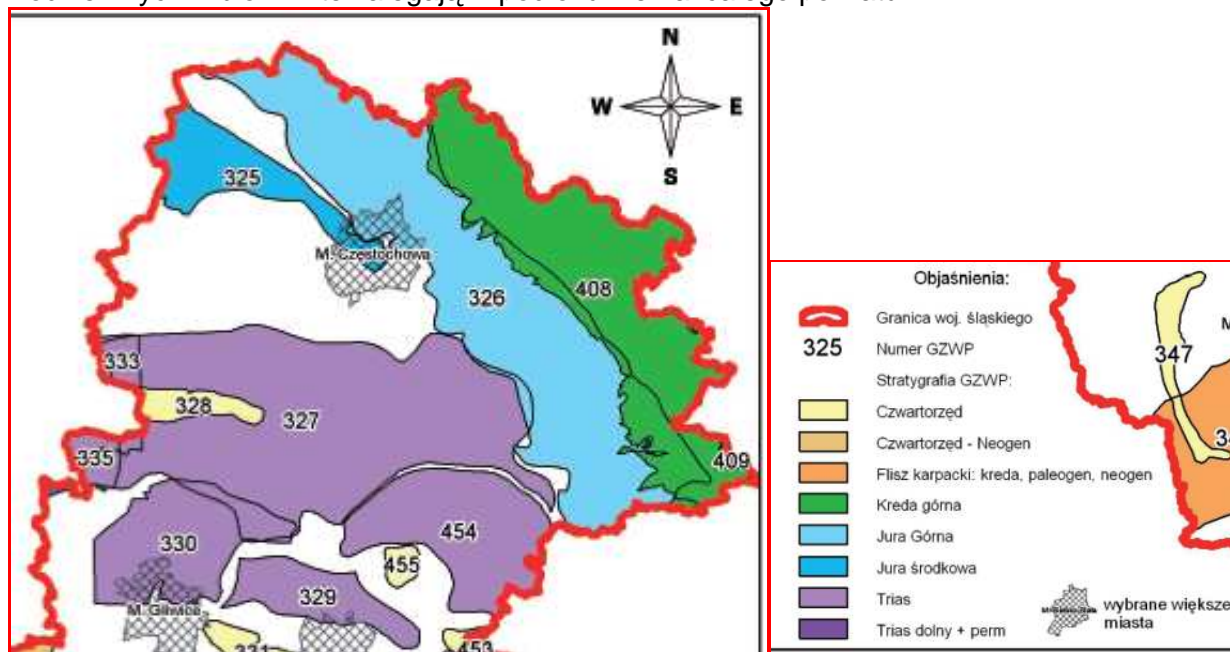 N
W E
S
325
M. Częstochowa
326
408
333
328
327
335
409
330
454
455
329
M. Gliwice
331
453
Objaśnienia:
Granica woj. śląskiego
325 Numer GZWP
Stratygrafia GZWP:
Czwartorzęd
Czwartorzęd - Neogen
Flisz karpacki: kreda, paleogen, neogen
Kreda górna
Jura Górna
Jura środkowa
Trias
Trias dolny + perm
347
wybrane większe
miasta